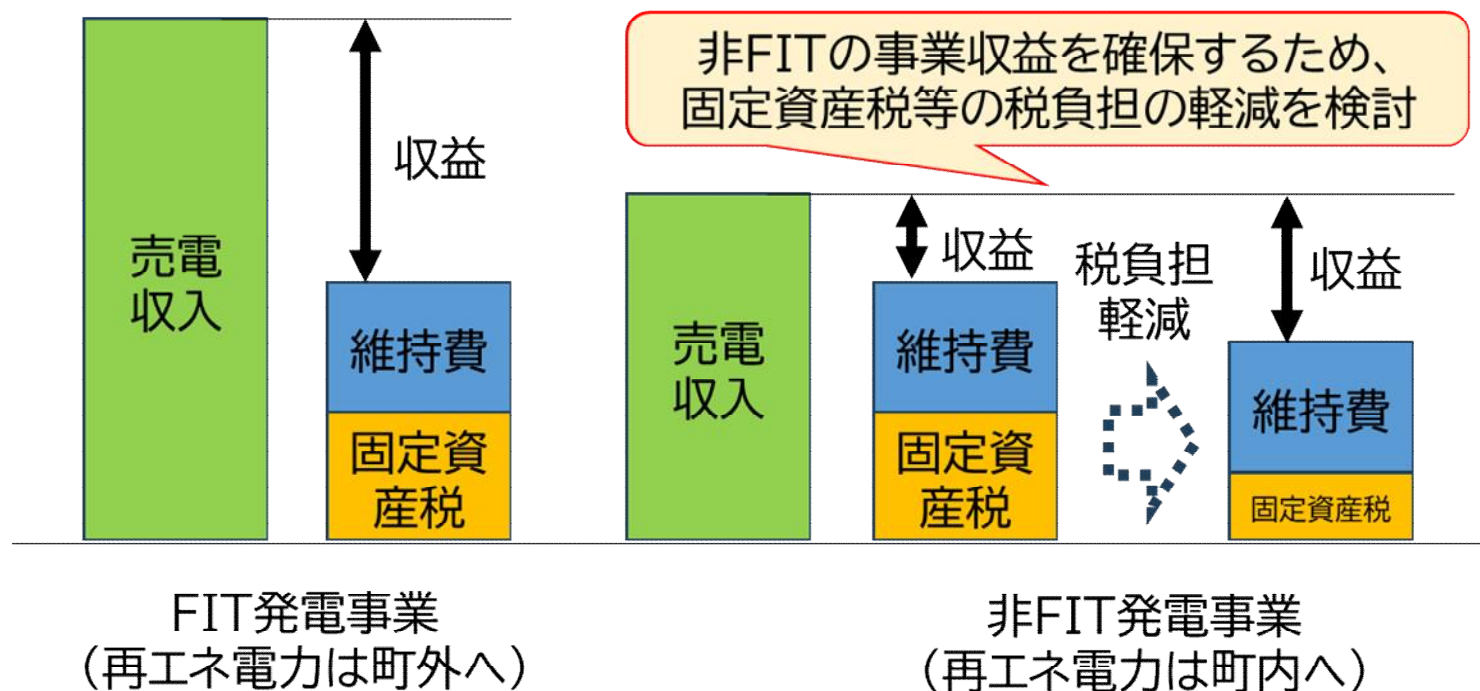 非FITの事業収益を確保するため、
固定資産税等の税負担の軽減を検討
収益
売電
収入
維持費
固定資
産税
売電
収入
収益
維持費
固定資
産税
税負担
軽減
収益
維持費
固定資産税
FIT発電事業
（再エネ電力は町外へ）
非FIT発電事業
（再エネ電力は町内へ）